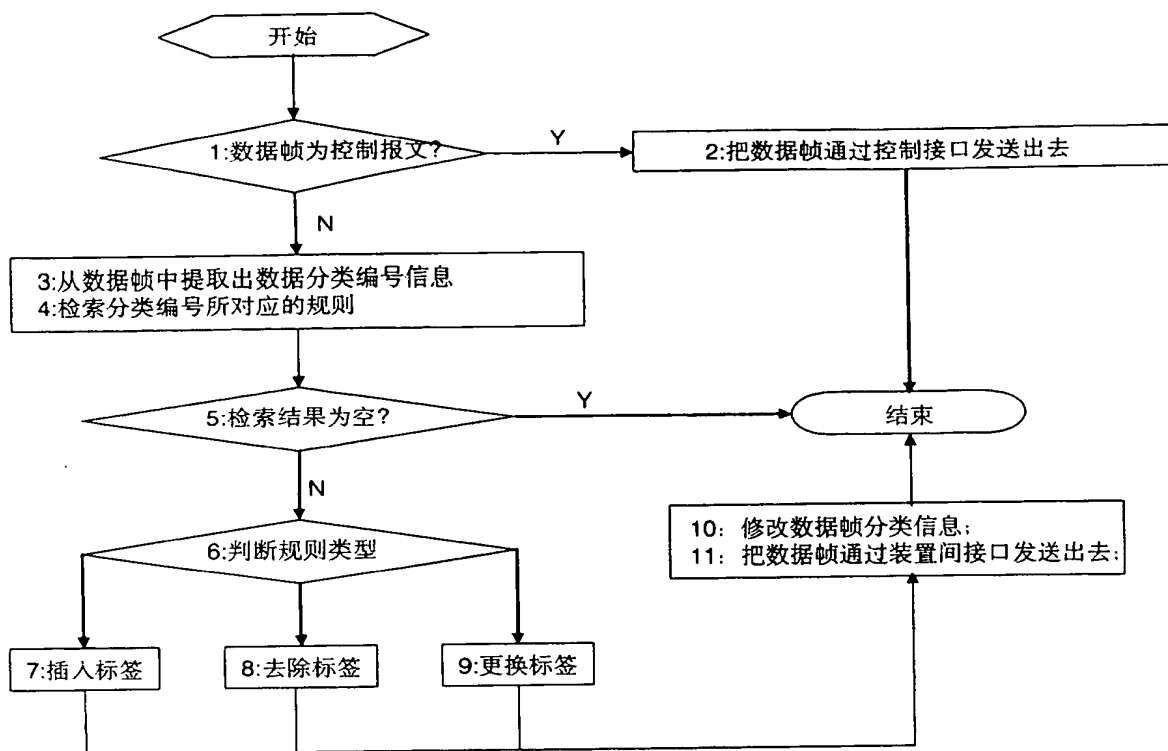 开始
1:数据帧为控制报文?
Y
2:把数据帧通过控制接口发送出去
N
3:从数据帧中提取出数据分类编号信息
4:检索分类编号所对应的规则
5:检索结果为空?
Y
结束
N
6:判断规则类型
10: 修改数据帧分类信息;
11: 把数据帧通过装置间接口发送出去;
7:插入标签
8:去除标签
9:更换标签